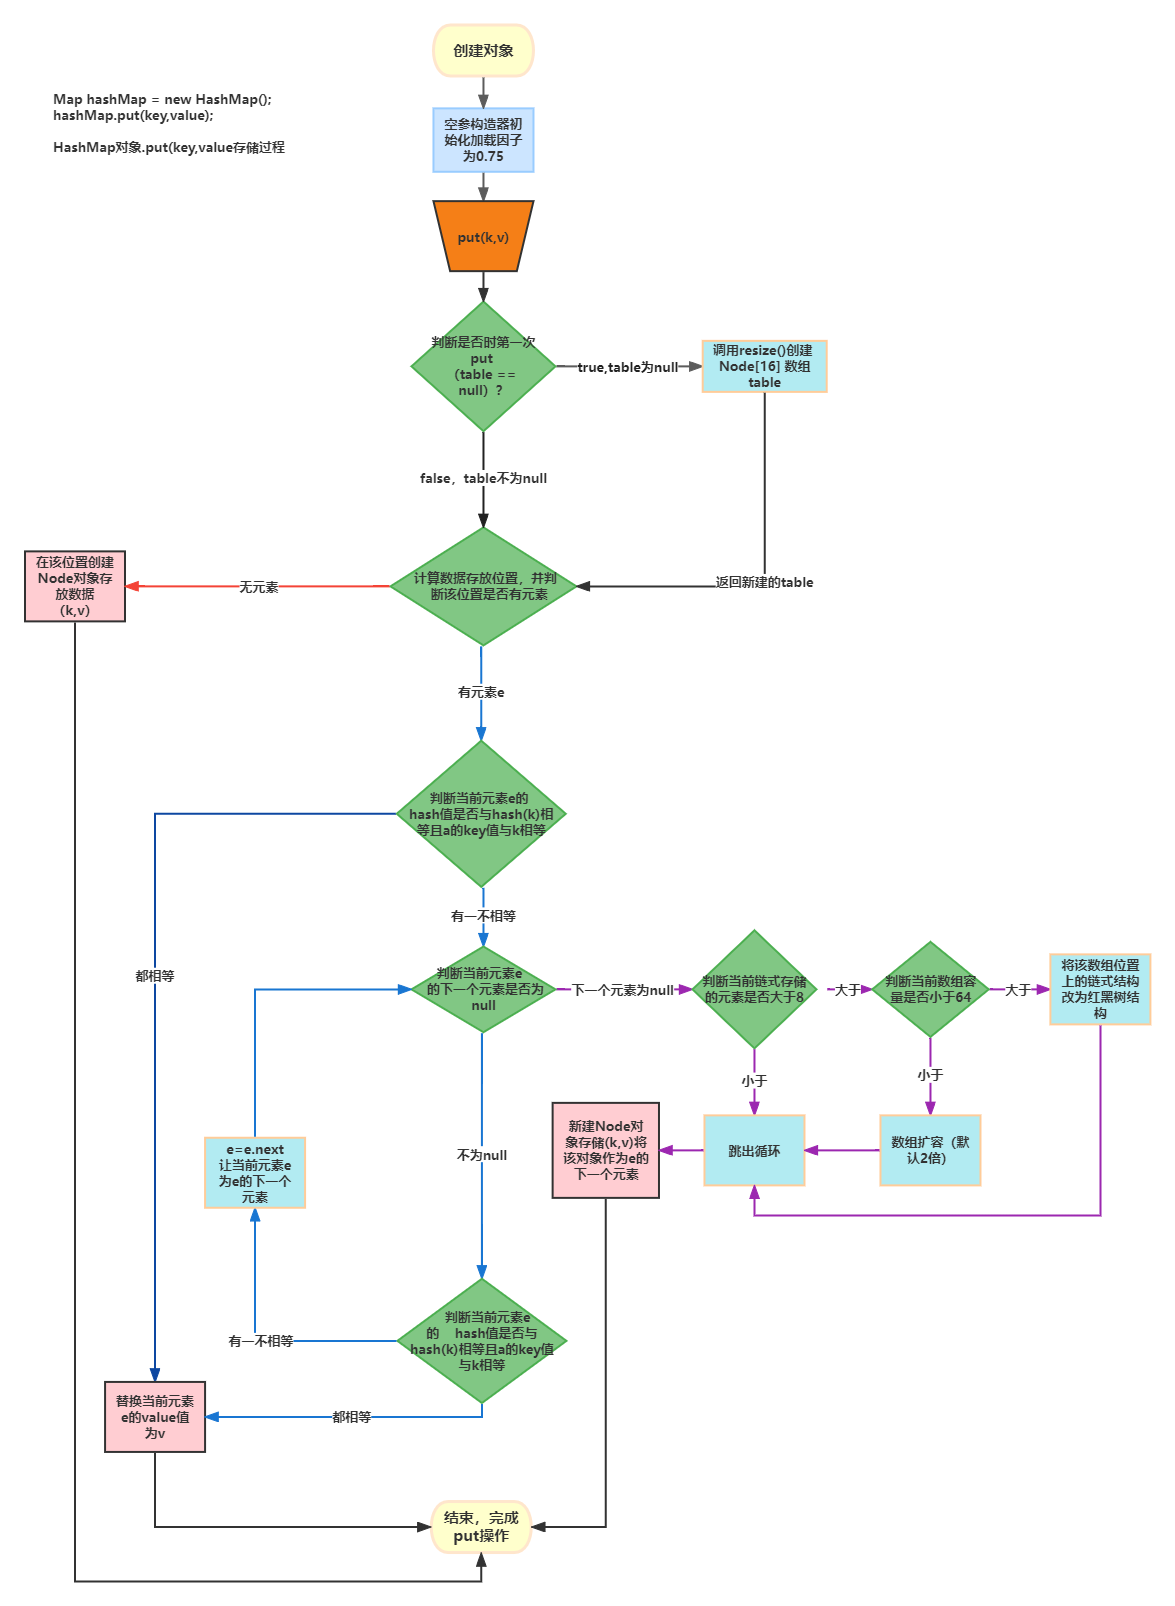 创建对象
Map hashMap = new HashMap();
hashMap.put(key,value);
HashMap对象.put(key,value存储过程
空参构造器初
始化加载因子
为0.75
put(k,v)
判断是否时第一次
put
（table ==
null）？
true,table为null
调用resize()创建
Node[16] 数组
table
false，table不为null
返回新建的table
在该位置创建
Node对象存
放数据
（k,v）
无元素
计算数据存放位置，并判
断该位置是否有元素
有元素e
判断当前元素e的
hash值是否与hash(k)相
等且a的key值与k相等
都相等
有一不相等
判断当前元素e
的下一个元素是否为
null
下一个元素为null
判断当前链式存储
的元素是否大于8
大于
判断当前数组容
量是否小于64
大于
将该数组位置
上的链式结构
改为红黑树结
构
小于
小于
新建Node对
象存储(k,v)将
该对象作为e的
下一个元素
跳出循环
数组扩容（默
认2倍）
不为null
e=e.next
让当前元素e
为e的下一个
元素
判断当前元素e
的 hash值是否与
hash(k)相等且a的key值
与k相等
有一不相等
都相等
替换当前元素
e的value值
为v
结束，完成
put操作